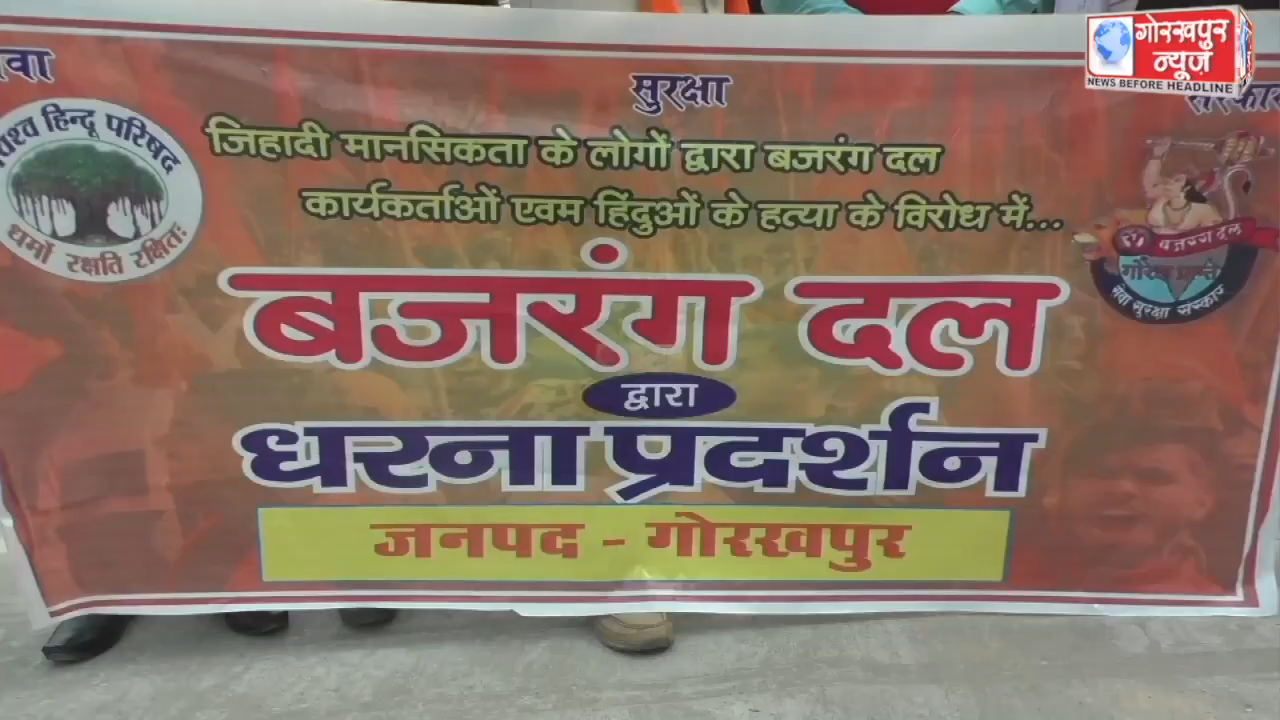 गोरखपुर
न्यूज़
NEWS BEFORE HEADLINE
सुरक्षा
हिन्दू परिषद
धर्मो रक्षति रक्षितः
जिहादी मानसिकता के लोगों द्वारा बजरंग दल
कार्यकर्ताओं एवम हिंदुओं के हत्या के विरोध में...
बजरंग दल
सेवा सुरक्षा संस्कार
बजरंग दल
द्वारा
धरना प्रदर्शन
जनपद - गोरखपुर